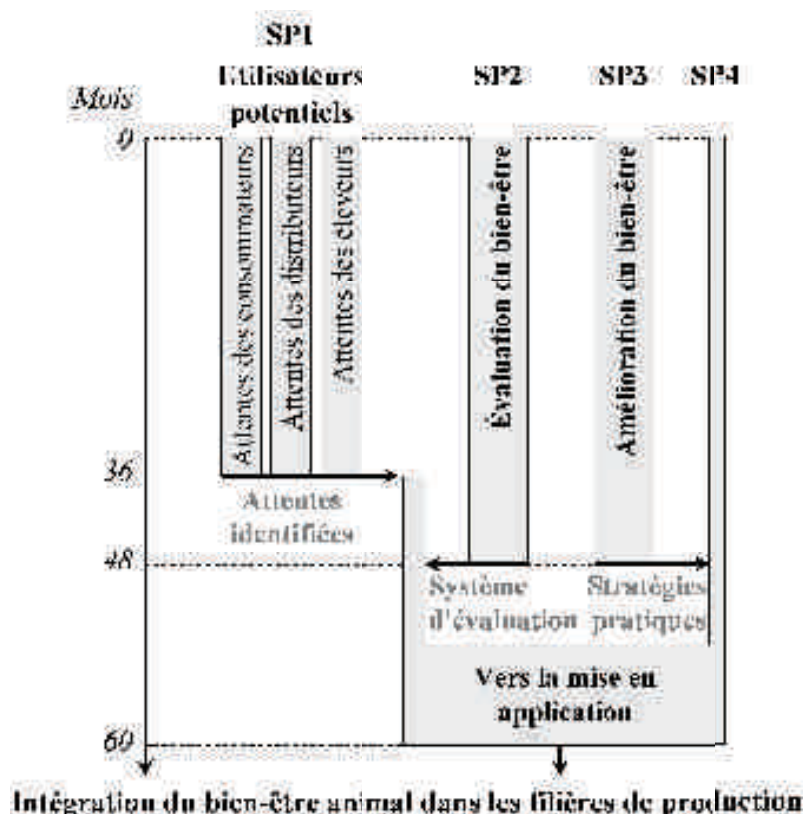 SP1
Utilisateurs
potentiels
SP2
SP3
SP4
Mois
0
Attentes des consommateurs
Attentes des distributeurs
Attentes des éleveurs
Évaluation du bien-être
Amélioration du bien-être
36
Attentes
identifiées
48
Système
d'évaluation
Stratégies
pratiques
Vers la mise en
application
60
Intégration du bien-être animal dans les filières de production